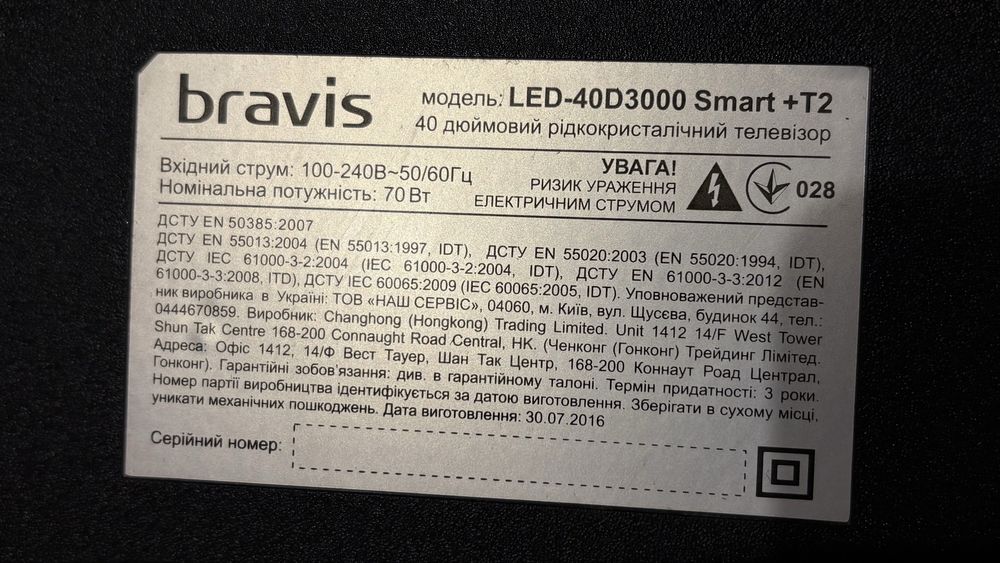 bravis
модель: LED-40D3000 Smart +T2
40 дюймовий рідкокристалічний телевізор
Вхідний струм: 100-240В~50/60Гц
Номінальна потужність: 70 Вт
УВАГА!
РИЗИК УРАЖЕННЯ
ЕЛЕКТРИЧНИМ СТРУМОМ
028
ДСТУ EN 50385:2007
ДСТУ EN 55013:2004 (EN 55013:1997, IDT), ДСТУ EN 55020:2003 (EN 55020:1994, IDT),
ДСТУ IEC 61000-3-2:2004 (IEC 61000-3-2:2004, IDT), ДСТУ EN 61000-3-3:2012 (EN
61000-3-3:2008, ITD), ДСТУ IEC 60065:2009 (IEC 60065:2005, IDT). Уповноважений представ-
ник виробника в Україні: ТОВ «НАШ СЕРВІС», 04060, м. Київ, вул. Щусєва, будинок 44, тел.:
0444670859. Виробник: Changhong (Hongkong) Trading Limited. Unit 1412 14/F West Tower
Shun Tak Centre 168-200 Connaught Road Central, HK. (Ченконг (Гонконг) Трейдинг Лімітед.
Адреса: Офіс 1412, 14/Ф Вест Тауер, Шан Так Центр, 168-200 Коннаут Роад Централ,
Гонконг). Гарантійні зобов'язання: див. в гарантійному талоні. Термін придатності: 3 роки.
Номер партії виробництва ідентифікується за датою виготовлення. Зберігати в сухому місці,
уникати механічних пошкоджень. Дата виготовлення: 30.07.2016
Серійний номер: